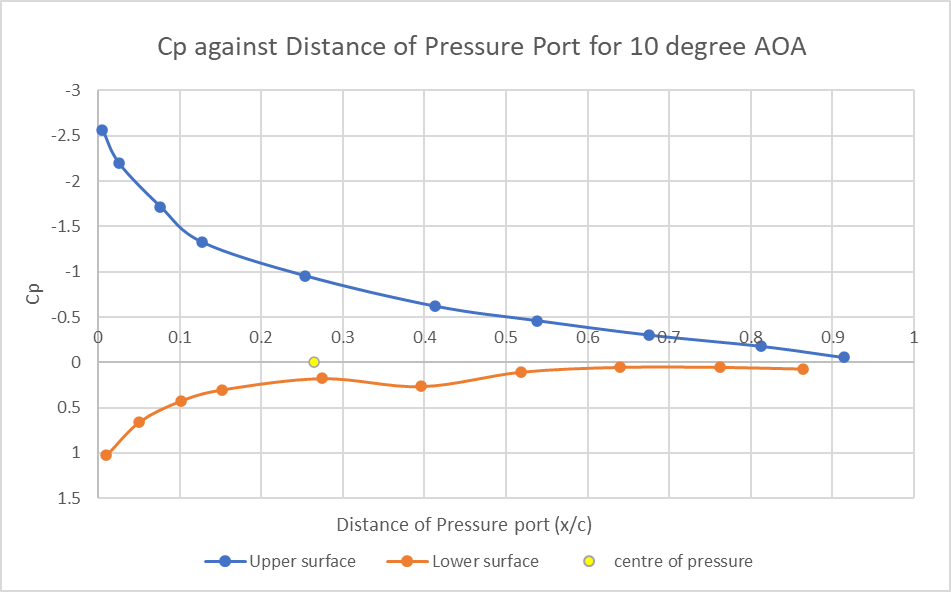 Cp against Distance of Pressure Port for 10 degree AOA
-3
-2.5
-2
-1.5
-1
-0.5
0
0.5
1
1.5
Cp
0 0.1 0.2 0.3 0.4 0.5 0.6 0.7 0.8 0.9 1
Distance of Pressure port (x/c)
Upper surface Lower surface centre of pressure